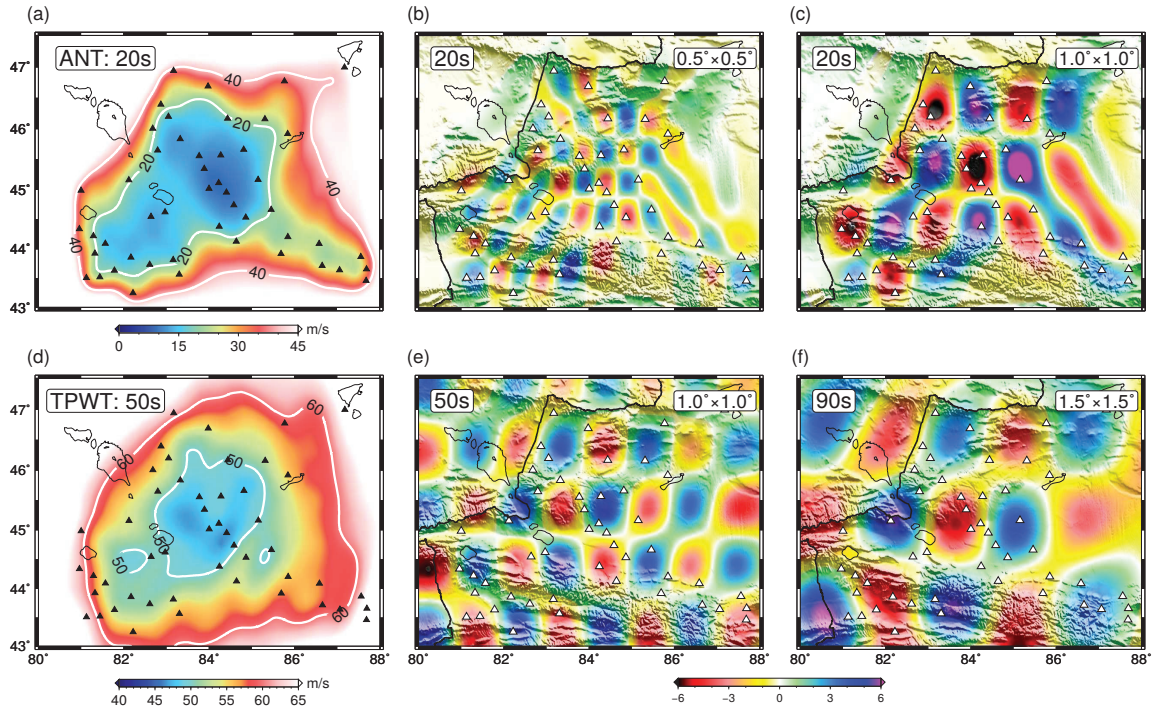 (a)
(b)
(c)
ANT: 20s
20s
0.5°×0.5°
20s
1.0°×1.0°
47°
46°
45°
44°
43°
40
20
20
40
40
20
40
0 15 30 45 m/s
(d)
(e)
(f)
TPWT: 50s
50s
1.0°×1.0°
90s
1.5°×1.5°
47°
46°
45°
44°
43°
60
60
50
50
50
60
80° 82° 84° 86° 88°
80° 82° 84° 86° 88°
80° 82° 84° 86° 88°
40 45 50 55 60 65 m/s
−6 −3 0 3 6